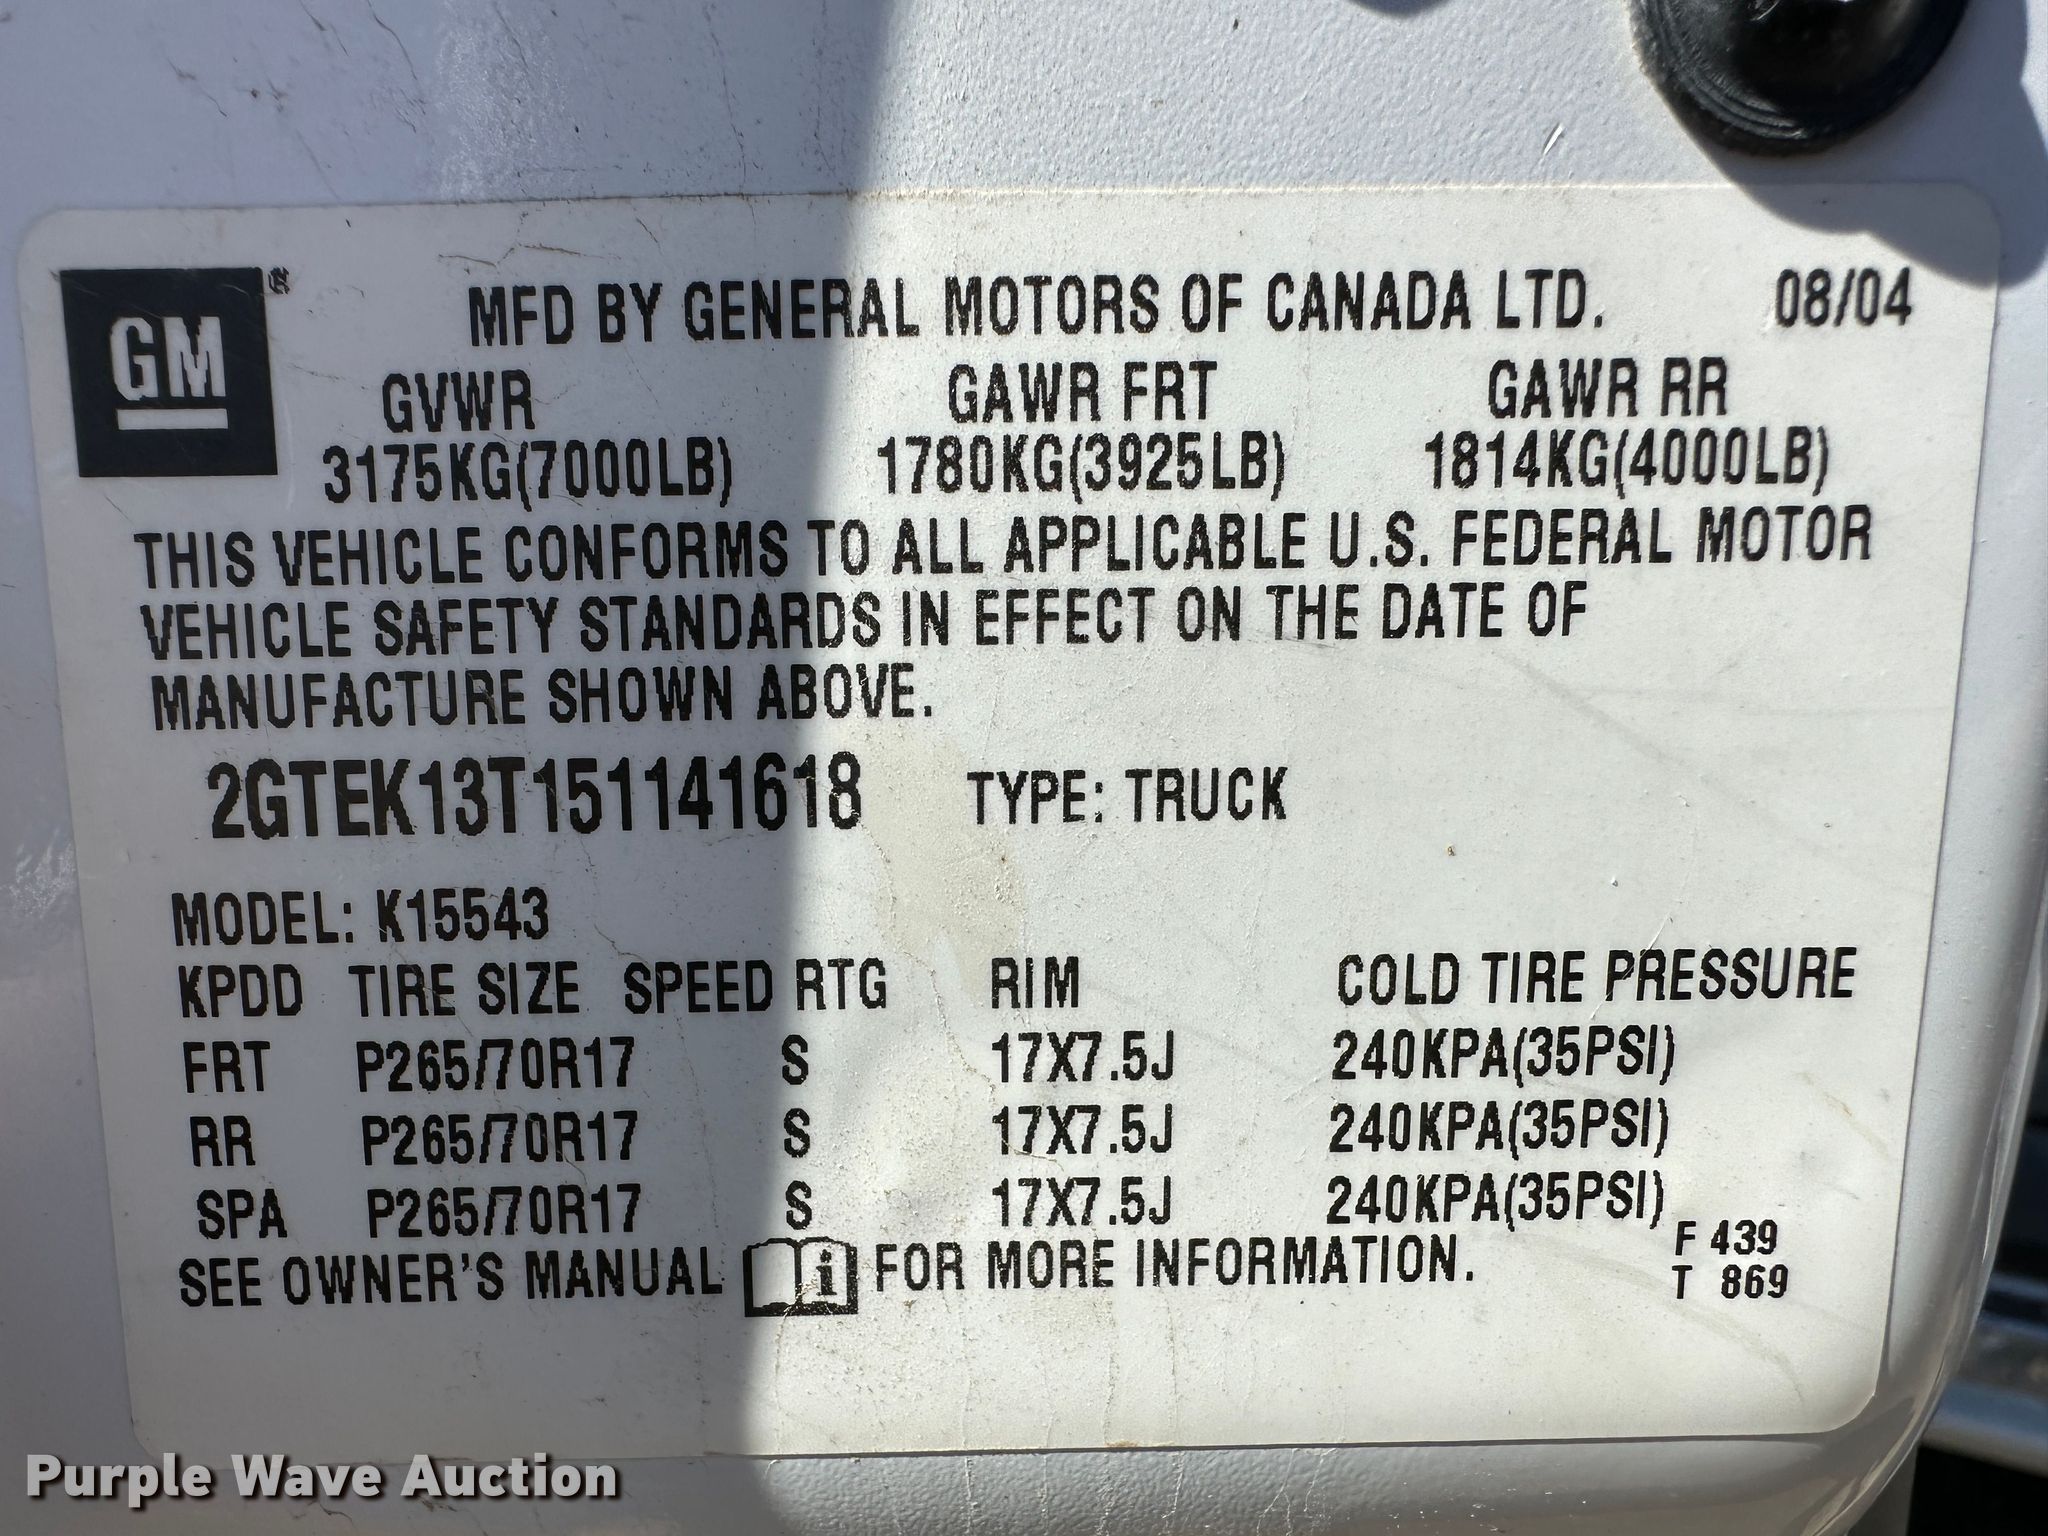 GM®
MFD BY GENERAL MOTORS OF CANADA LTD. 08/04
GVWR GAWR FRT GAWR RR
3175KG(7000LB) 1780KG(3925LB) 1814KG(4000LB)
THIS VEHICLE CONFORMS TO ALL APPLICABLE U.S. FEDERAL MOTOR
VEHICLE SAFETY STANDARDS IN EFFECT ON THE DATE OF
MANUFACTURE SHOWN ABOVE.
2GTEK13T151141618 TYPE: TRUCK
MODEL: K15543
KPDD TIRE SIZE SPEED RTG RIM COLD TIRE PRESSURE
FRT P265/70R17 S 17X7.5J 240KPA(35PSI)
RR P265/70R17 S 17X7.5J 240KPA(35PSI)
SPA P265/70R17 S 17X7.5J 240KPA(35PSI)
SEE OWNER'S MANUAL i FOR MORE INFORMATION.
F 439
T 869
Purple Wave Auction